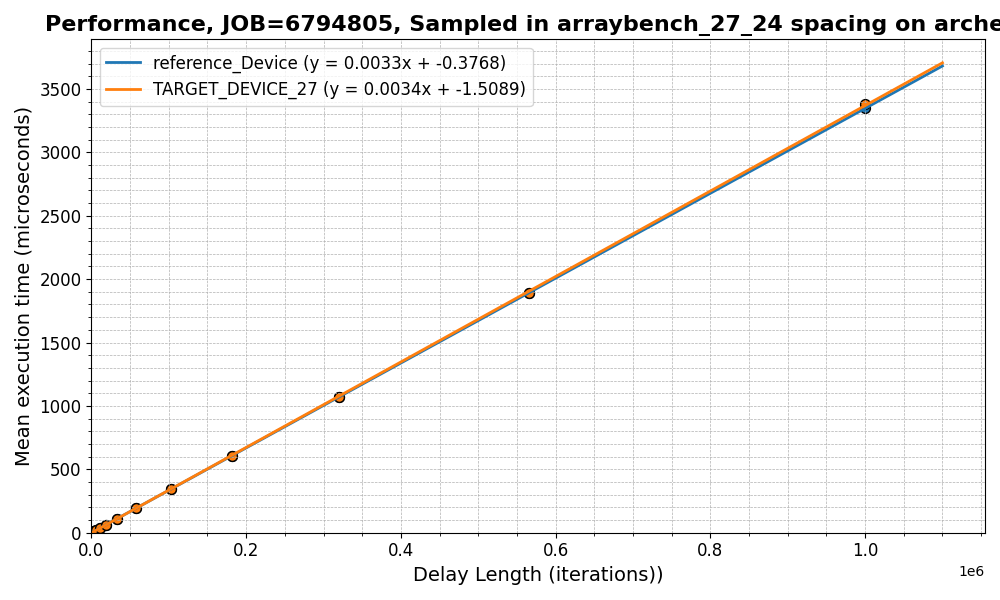 Performance, JOB=6794805, Sampled in arraybench_27_24 spacing on arche
reference_Device (y = 0.0033x + -0.3768)
TARGET_DEVICE_27 (y = 0.0034x + -1.5089)
Mean execution time (microseconds)
3500
3000
2500
2000
1500
1000
500
0
0.0 0.2 0.4 0.6 0.8 1.0
1e6
Delay Length (iterations))